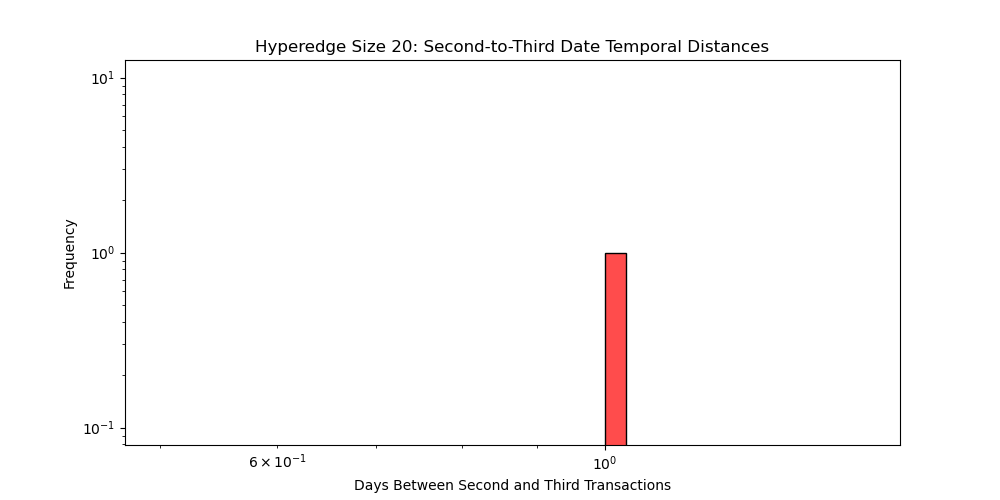 Hyperedge Size 20: Second-to-Third Date Temporal Distances
10¹
10⁰
10⁻¹
Frequency
6 × 10⁻¹
10⁰
Days Between Second and Third Transactions